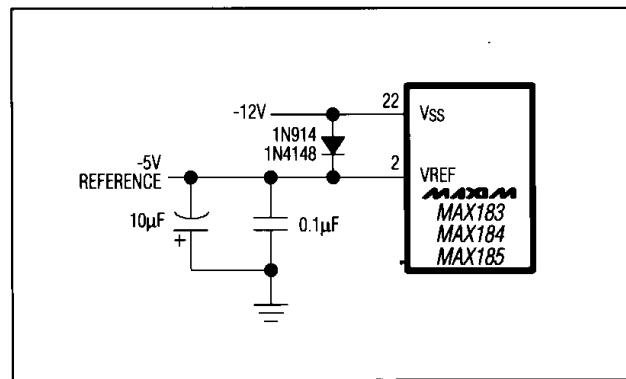 -12V
22
VSS
1N914
1N4148
-5V
REFERENCE
2
VREF
10µF
+
0.1µF
MAXIM
MAX183
MAX184
MAX185